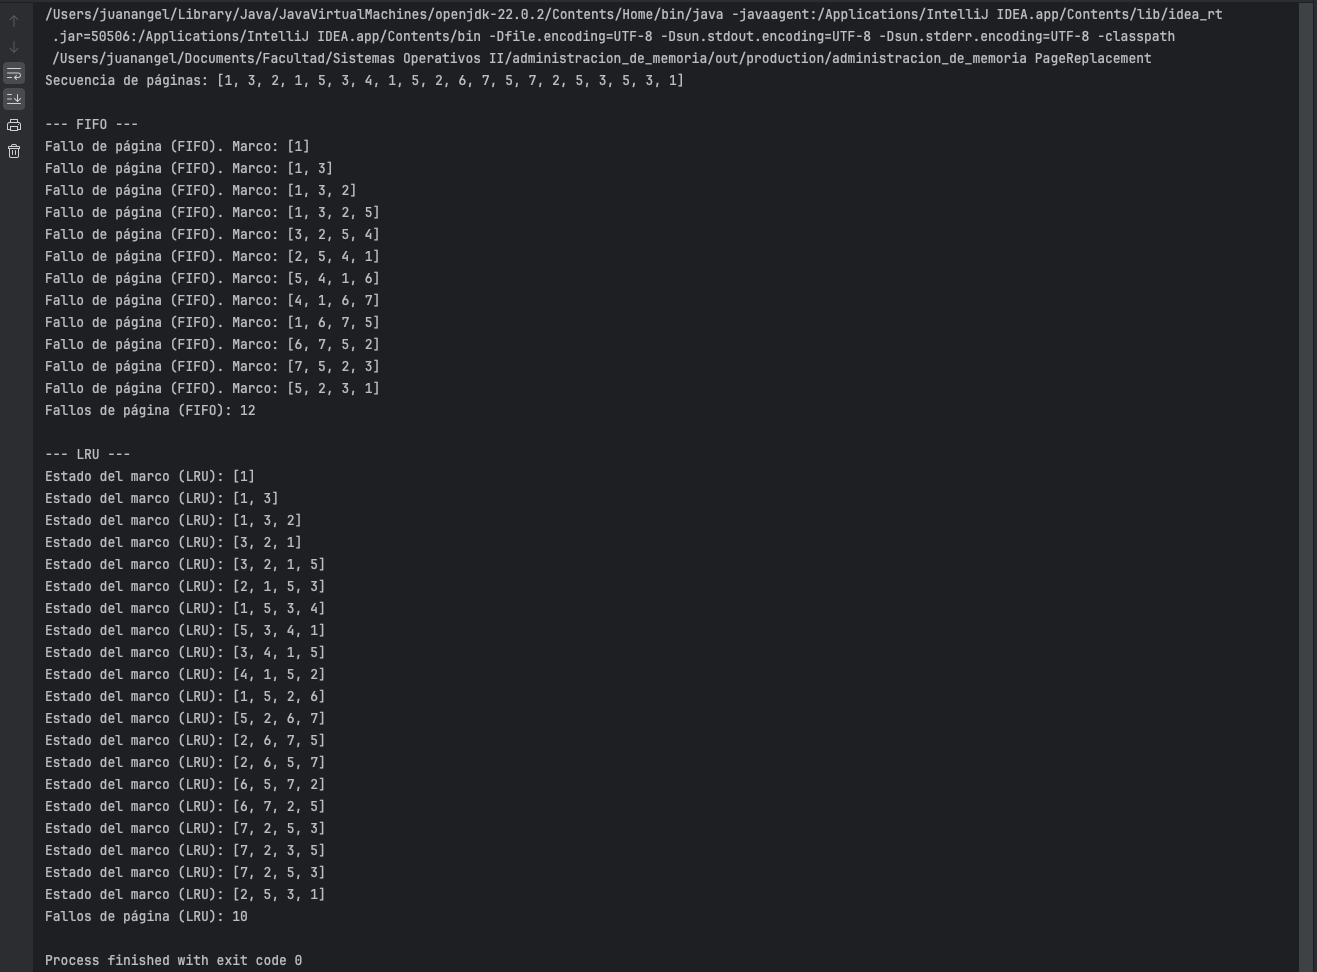 /Users/juanangel/Library/Java/JavaVirtualMachines/openjdk-22.0.2/Contents/Home/bin/java -javaagent:/Applications/IntelliJ IDEA.app/Contents/lib/idea_rt
.jar=50506:/Applications/IntelliJ IDEA.app/Contents/bin -Dfile.encoding=UTF-8 -Dsun.stdout.encoding=UTF-8 -Dsun.stderr.encoding=UTF-8 -classpath
/Users/juanangel/Documents/Facultad/Sistemas Operativos II/administracion_de_memoria/out/production/administracion_de_memoria PageReplacement
Secuencia de páginas: [1, 3, 2, 1, 5, 3, 4, 1, 5, 2, 6, 7, 5, 7, 2, 5, 3, 5, 3, 1]
--- FIFO ---
Fallo de página (FIFO). Marco: [1]
Fallo de página (FIFO). Marco: [1, 3]
Fallo de página (FIFO). Marco: [1, 3, 2]
Fallo de página (FIFO). Marco: [1, 3, 2, 5]
Fallo de página (FIFO). Marco: [3, 2, 5, 4]
Fallo de página (FIFO). Marco: [2, 5, 4, 1]
Fallo de página (FIFO). Marco: [5, 4, 1, 6]
Fallo de página (FIFO). Marco: [4, 1, 6, 7]
Fallo de página (FIFO). Marco: [1, 6, 7, 5]
Fallo de página (FIFO). Marco: [6, 7, 5, 2]
Fallo de página (FIFO). Marco: [7, 5, 2, 3]
Fallo de página (FIFO). Marco: [5, 2, 3, 1]
Fallos de página (FIFO): 12
--- LRU ---
Estado del marco (LRU): [1]
Estado del marco (LRU): [1, 3]
Estado del marco (LRU): [1, 3, 2]
Estado del marco (LRU): [3, 2, 1]
Estado del marco (LRU): [3, 2, 1, 5]
Estado del marco (LRU): [2, 1, 5, 3]
Estado del marco (LRU): [1, 5, 3, 4]
Estado del marco (LRU): [5, 3, 4, 1]
Estado del marco (LRU): [3, 4, 1, 5]
Estado del marco (LRU): [4, 1, 5, 2]
Estado del marco (LRU): [1, 5, 2, 6]
Estado del marco (LRU): [5, 2, 6, 7]
Estado del marco (LRU): [2, 6, 7, 5]
Estado del marco (LRU): [2, 6, 5, 7]
Estado del marco (LRU): [6, 5, 7, 2]
Estado del marco (LRU): [6, 7, 2, 5]
Estado del marco (LRU): [7, 2, 5, 3]
Estado del marco (LRU): [7, 2, 3, 5]
Estado del marco (LRU): [7, 2, 5, 3]
Estado del marco (LRU): [2, 5, 3, 1]
Fallos de página (LRU): 10
Process finished with exit code 0